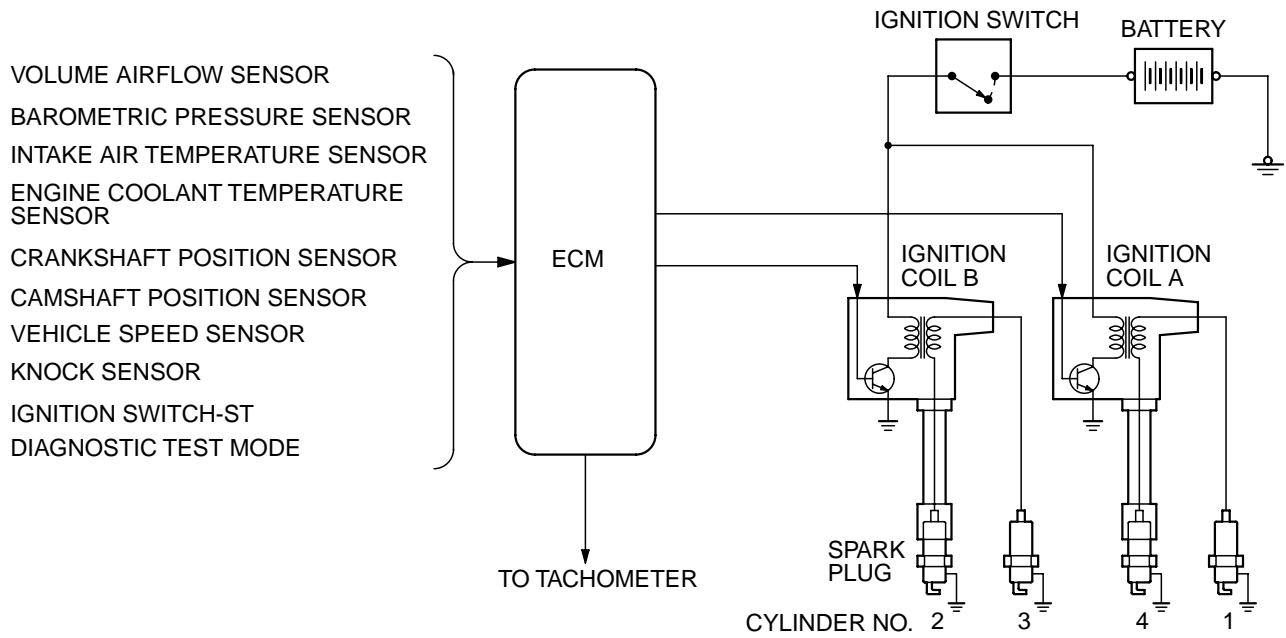 IGNITION SWITCH
BATTERY
VOLUME AIRFLOW SENSOR
BAROMETRIC PRESSURE SENSOR
INTAKE AIR TEMPERATURE SENSOR
ENGINE COOLANT TEMPERATURE
SENSOR
CRANKSHAFT POSITION SENSOR
CAMSHAFT POSITION SENSOR
VEHICLE SPEED SENSOR
KNOCK SENSOR
IGNITION SWITCH-ST
DIAGNOSTIC TEST MODE
ECM
IGNITION
COIL B
IGNITION
COIL A
SPARK
PLUG
TO TACHOMETER
CYLINDER NO. 2 3 4 1